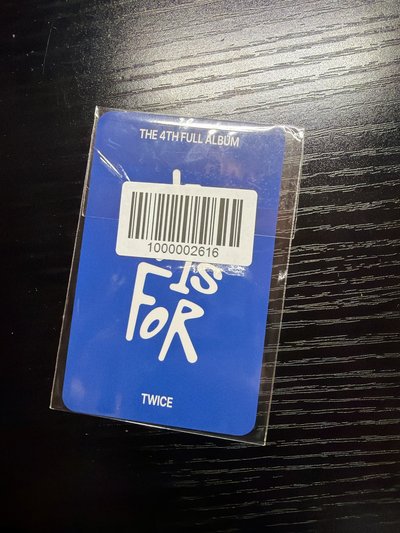 THE 4TH FULL ALBUM
1000002616
IS
FOR
TWICE